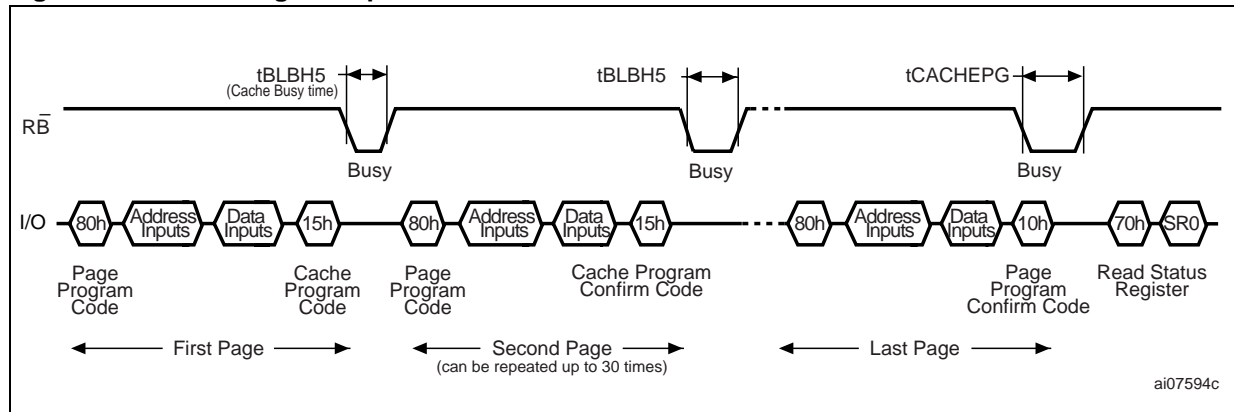 tBLBH5
(Cache Busy time)
tBLBH5
tCACHEPG
RB
Busy
Busy
Busy
I/O
80h
Address
Inputs
Data
Inputs
15h
80h
Address
Inputs
Data
Inputs
15h
80h
Address
Inputs
Data
Inputs
10h
70h
SR0
Page
Program
Code
Cache
Program
Code
Page
Program
Code
Cache Program
Confirm Code
Page
Program
Confirm Code
Read Status
Register
First Page
Second Page
(can be repeated up to 30 times)
Last Page
ai07594c